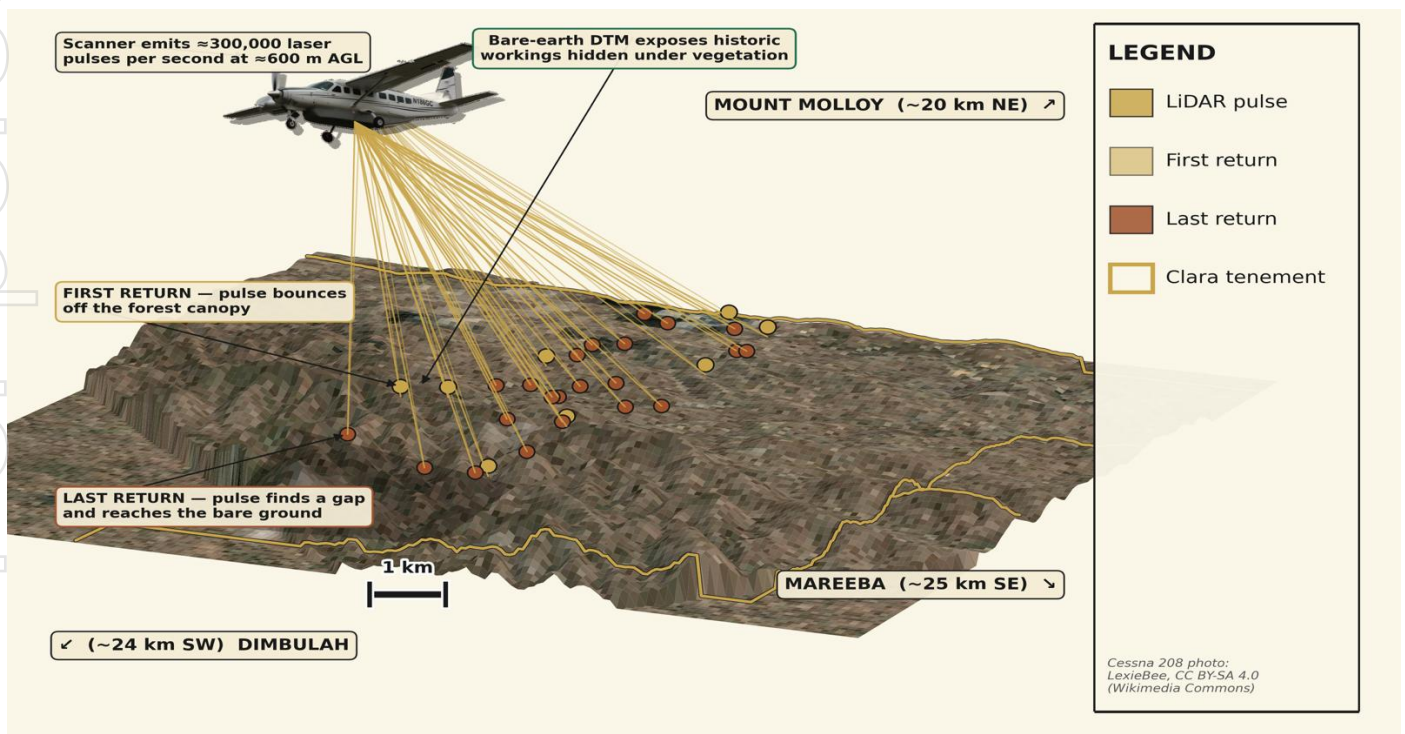 Scanner emits ≈300,000 laser
pulses per second at ≈600 m AGL
Bare-earth DTM exposes historic
workings hidden under vegetation
MOUNT MOLLOY (~20 km NE) ↗
LEGEND
LiDAR pulse
First return
Last return
Clara tenement
FIRST RETURN — pulse bounces
off the forest canopy
LAST RETURN — pulse finds a gap
and reaches the bare ground
1 km
MAREEBA (~25 km SE) ↘
↙ (~24 km SW) DIMBULAH
Cessna 208 photo:
LexieBee, CC BY-SA 4.0
(Wikimedia Commons)